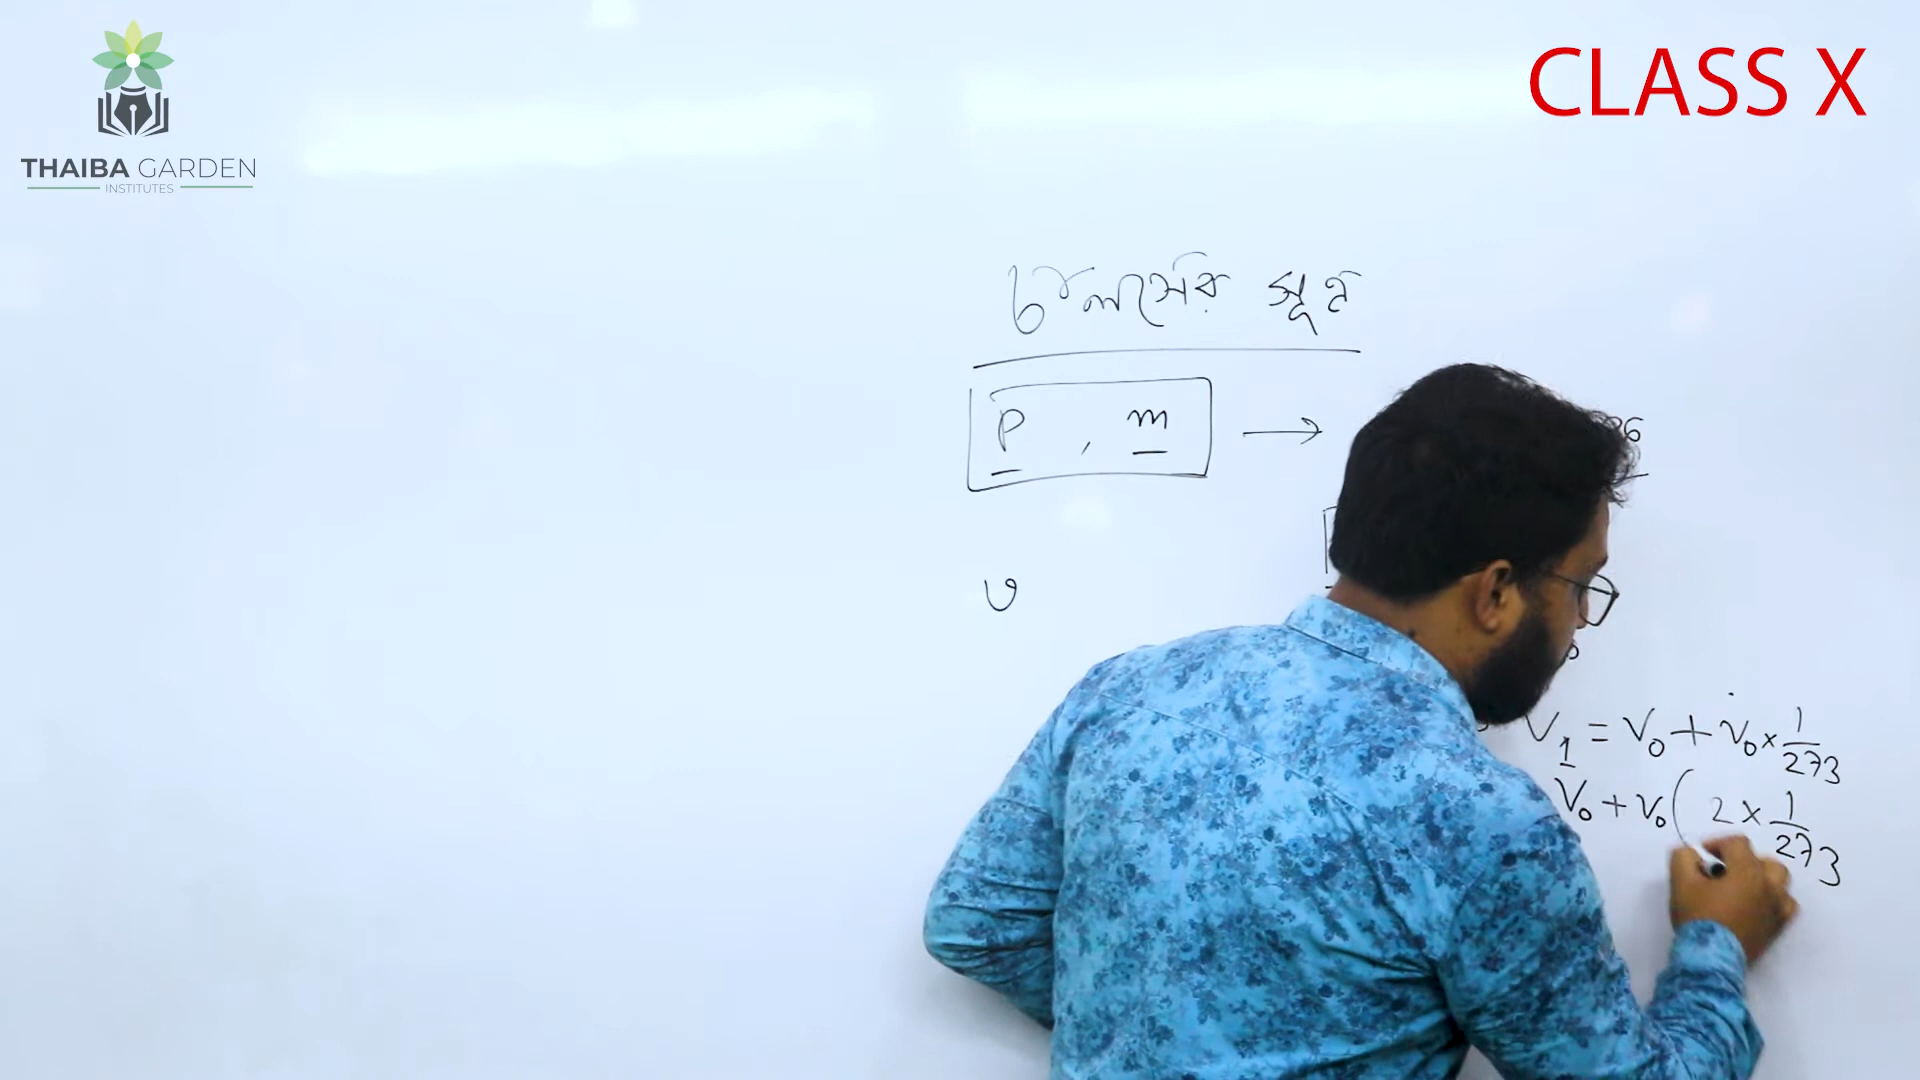 THAIBA GARDEN
INSTITUTES
CLASS X
চার্লসের সূত্র
P , m →
V₁ = V₀ + V₀ × 1/273
V₀ + V₀ ( 2 × 1/273